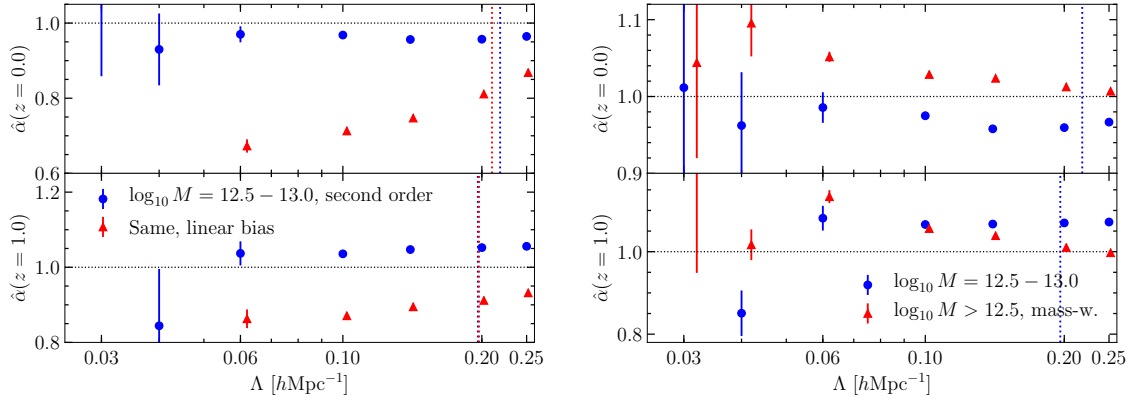 1.0
0.9
0.8
0.7
0.6
α̂(z = 0.0)
1.2
1.0
0.8
α̂(z = 1.0)
log₁₀ M = 12.5 − 13.0, second order
Same, linear bias
0.03
0.06
0.10
0.20
0.25
Λ [hMpc⁻¹]
1.1
1.0
0.9
α̂(z = 0.0)
1.0
0.8
α̂(z = 1.0)
log₁₀ M = 12.5 − 13.0
log₁₀ M > 12.5, mass-w.
0.03
0.06
0.10
0.20
0.25
Λ [hMpc⁻¹]